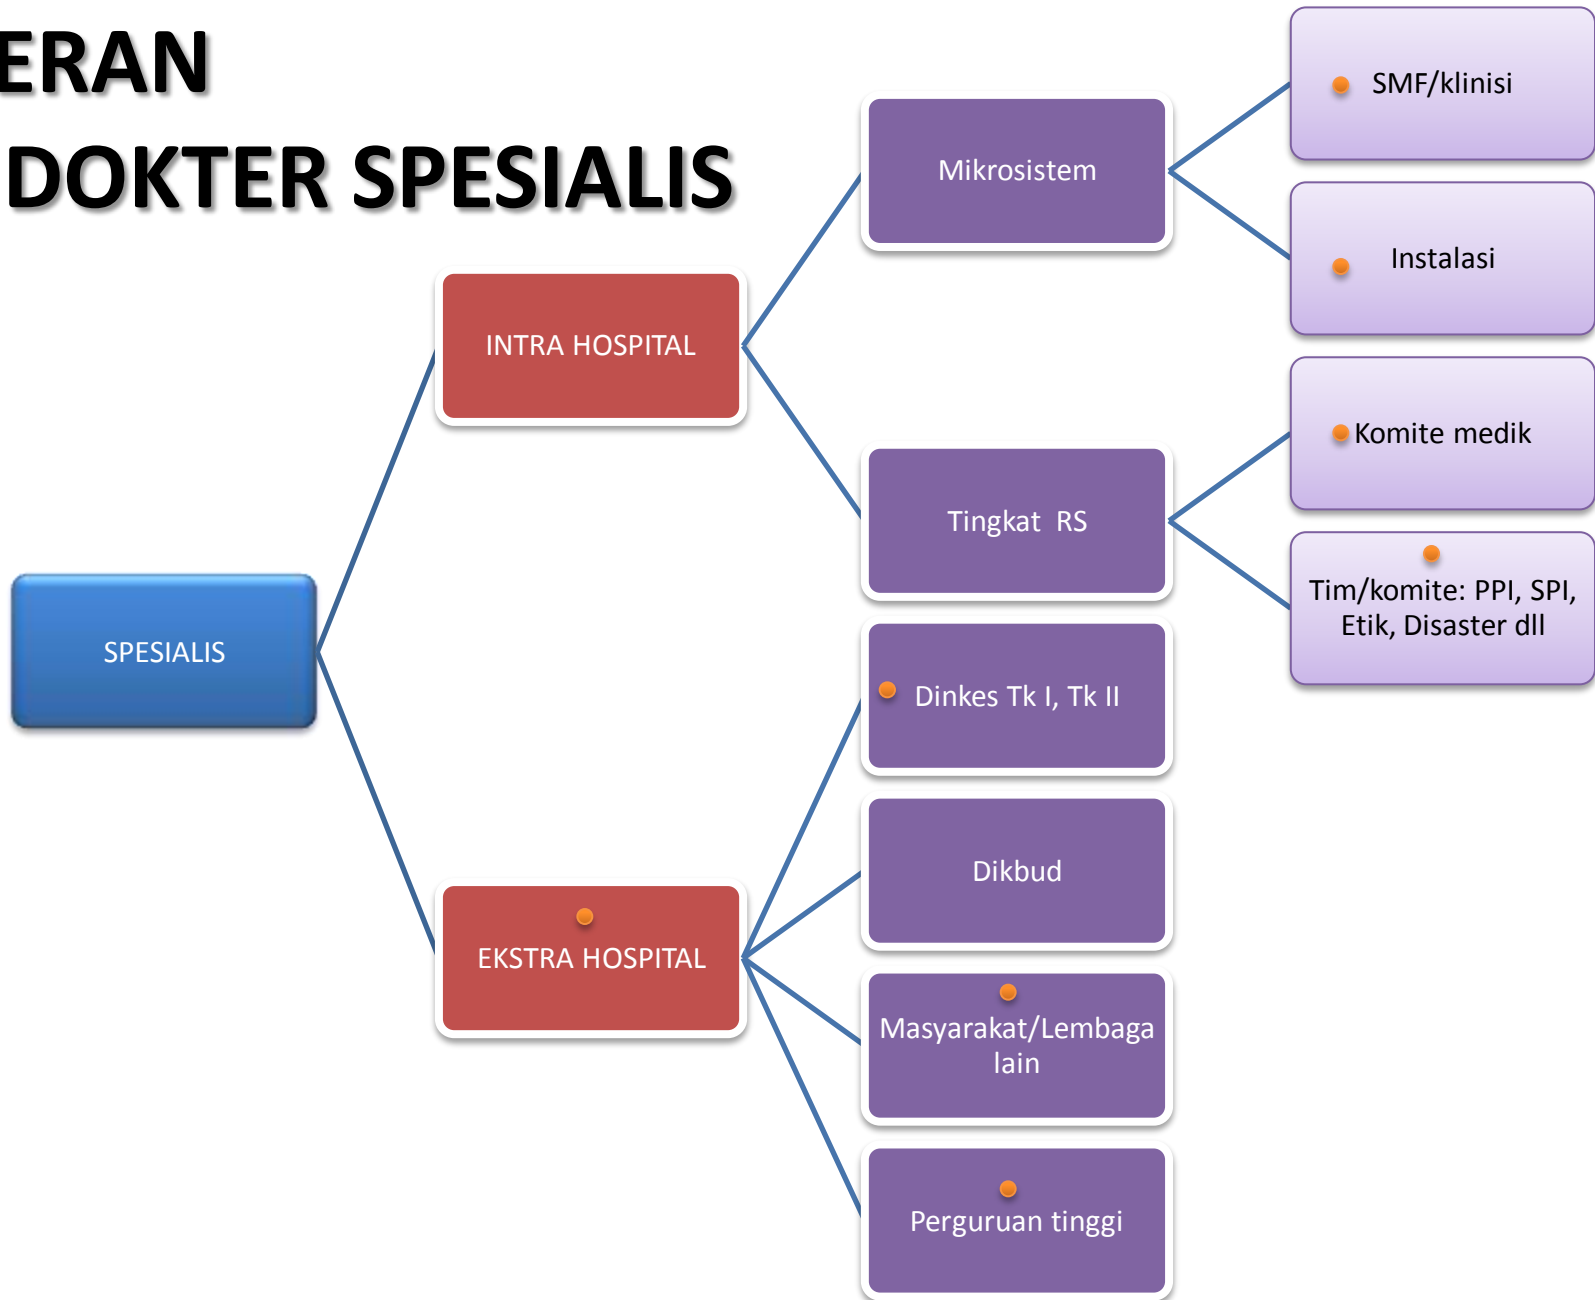 ERAN
DOKTER SPESIALIS
SPESIALIS
INTRA HOSPITAL
Mikrosistem
SMF/klinisi
Instalasi
Tingkat RS
Komite medik
Tim/komite: PPI, SPI,
Etik, Disaster dll
EKSTRA HOSPITAL
Dinkes Tk I, Tk II
Dikbud
Masyarakat/Lembaga
lain
Perguruan tinggi